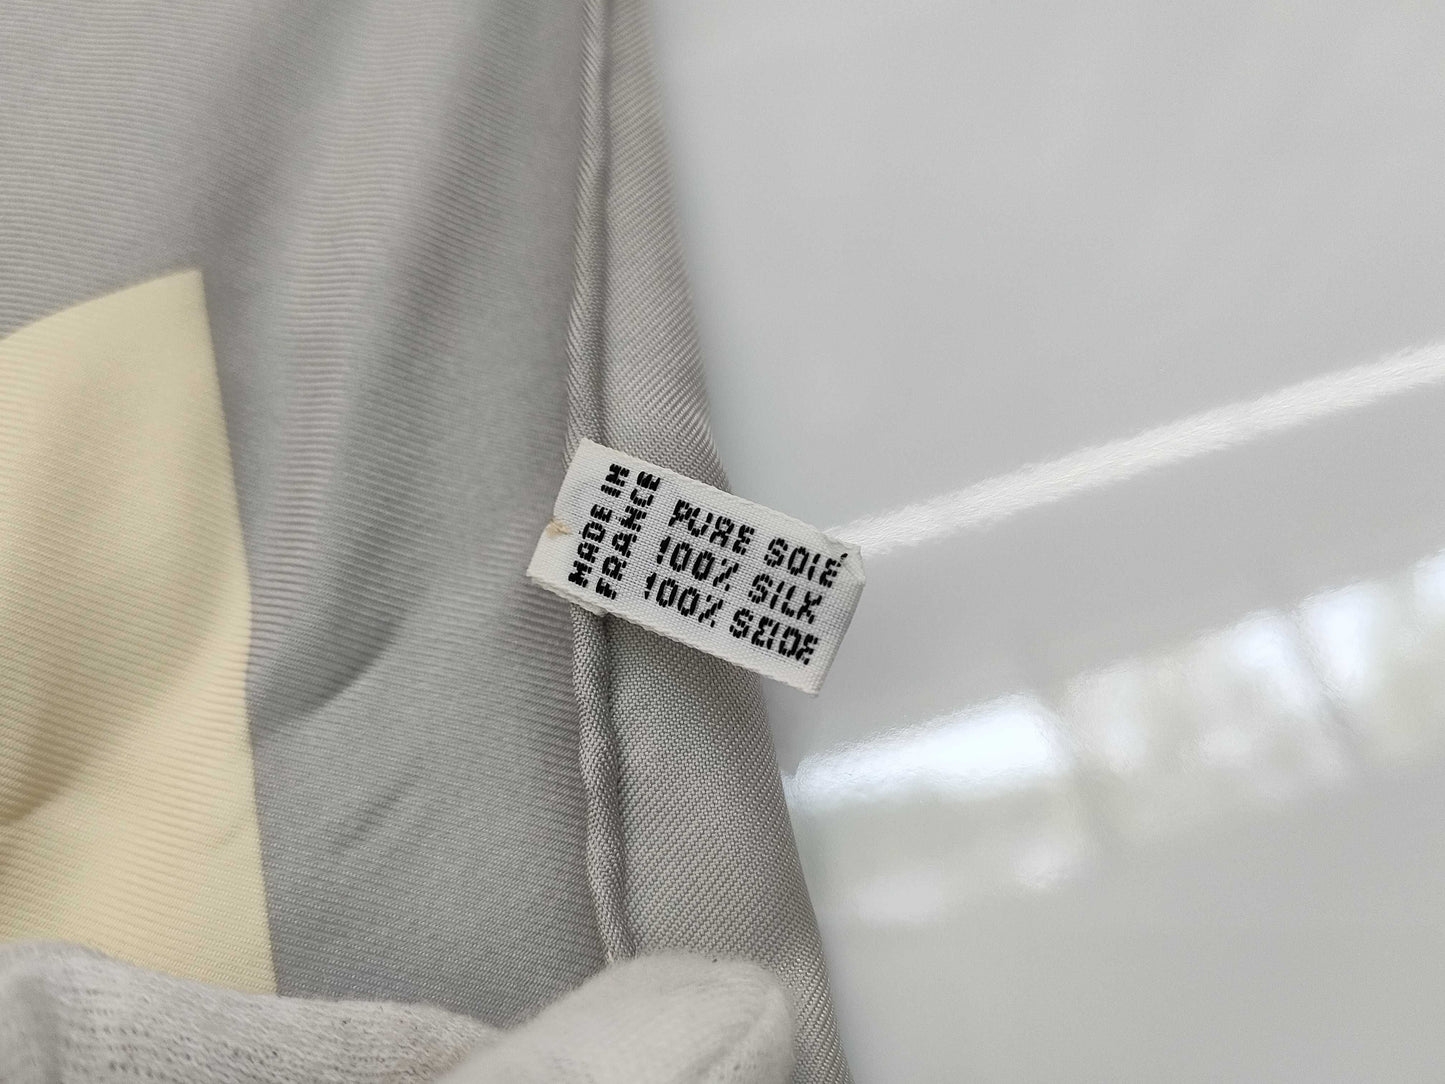 MADE IN
FRANCE
PURE SOIE
100% SILK
100% SEIDE